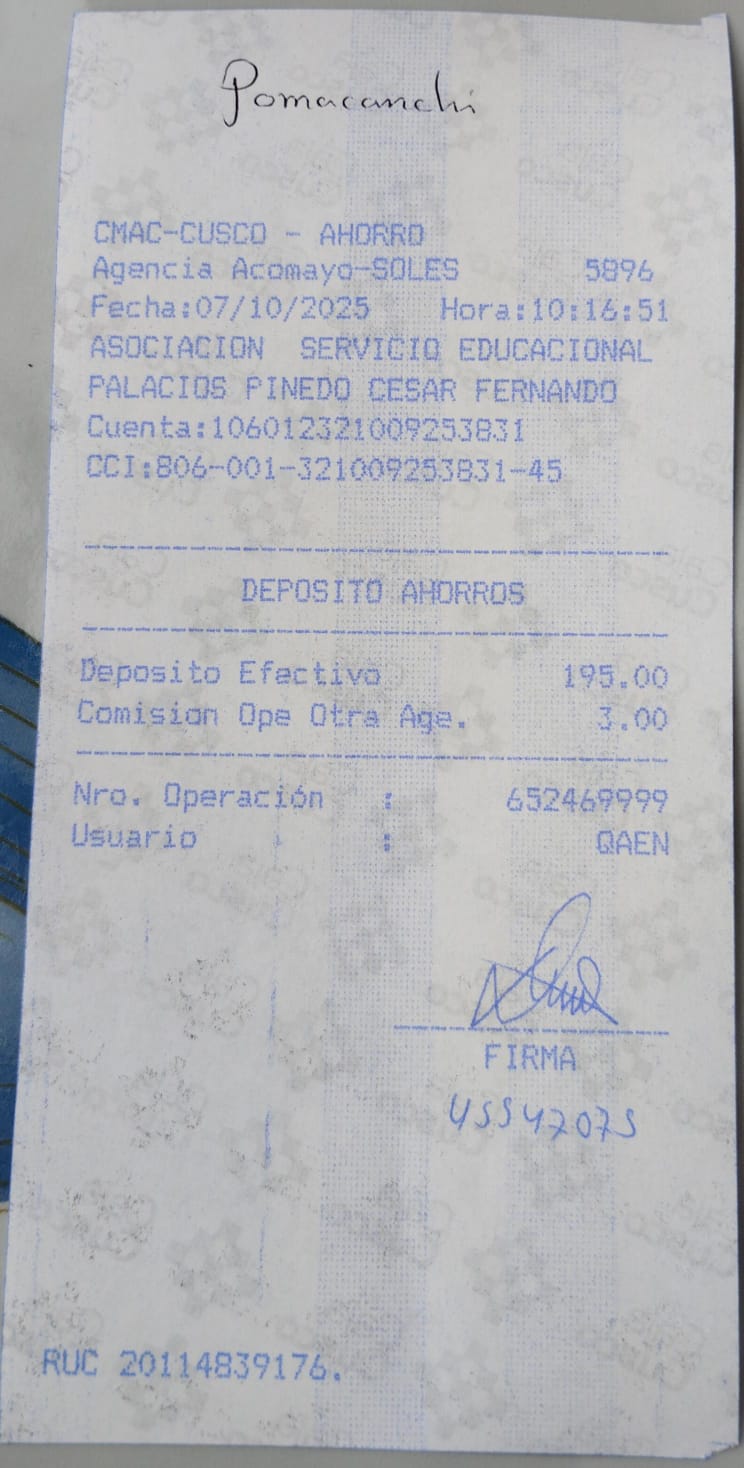 Pomacanchi
CMAC-CUSCO - AHORRO
Agencia Acomayo-SOLES 5896
Fecha:07/10/2025 Hora:10:16:51
ASOCIACION SERVICIO EDUCACIONAL
PALACIOS PINEDO CESAR FERNANDO
Cuenta:106012321009253831
CCI:806-001-321009253831-45
DEPOSITO AHORROS
Deposito Efectivo 195.00
Comision Ope Otra Age. 3.00
Nro. Operación : 652469999
Usuario : QAEN
FIRMA
45547075
RUC 20114839176.